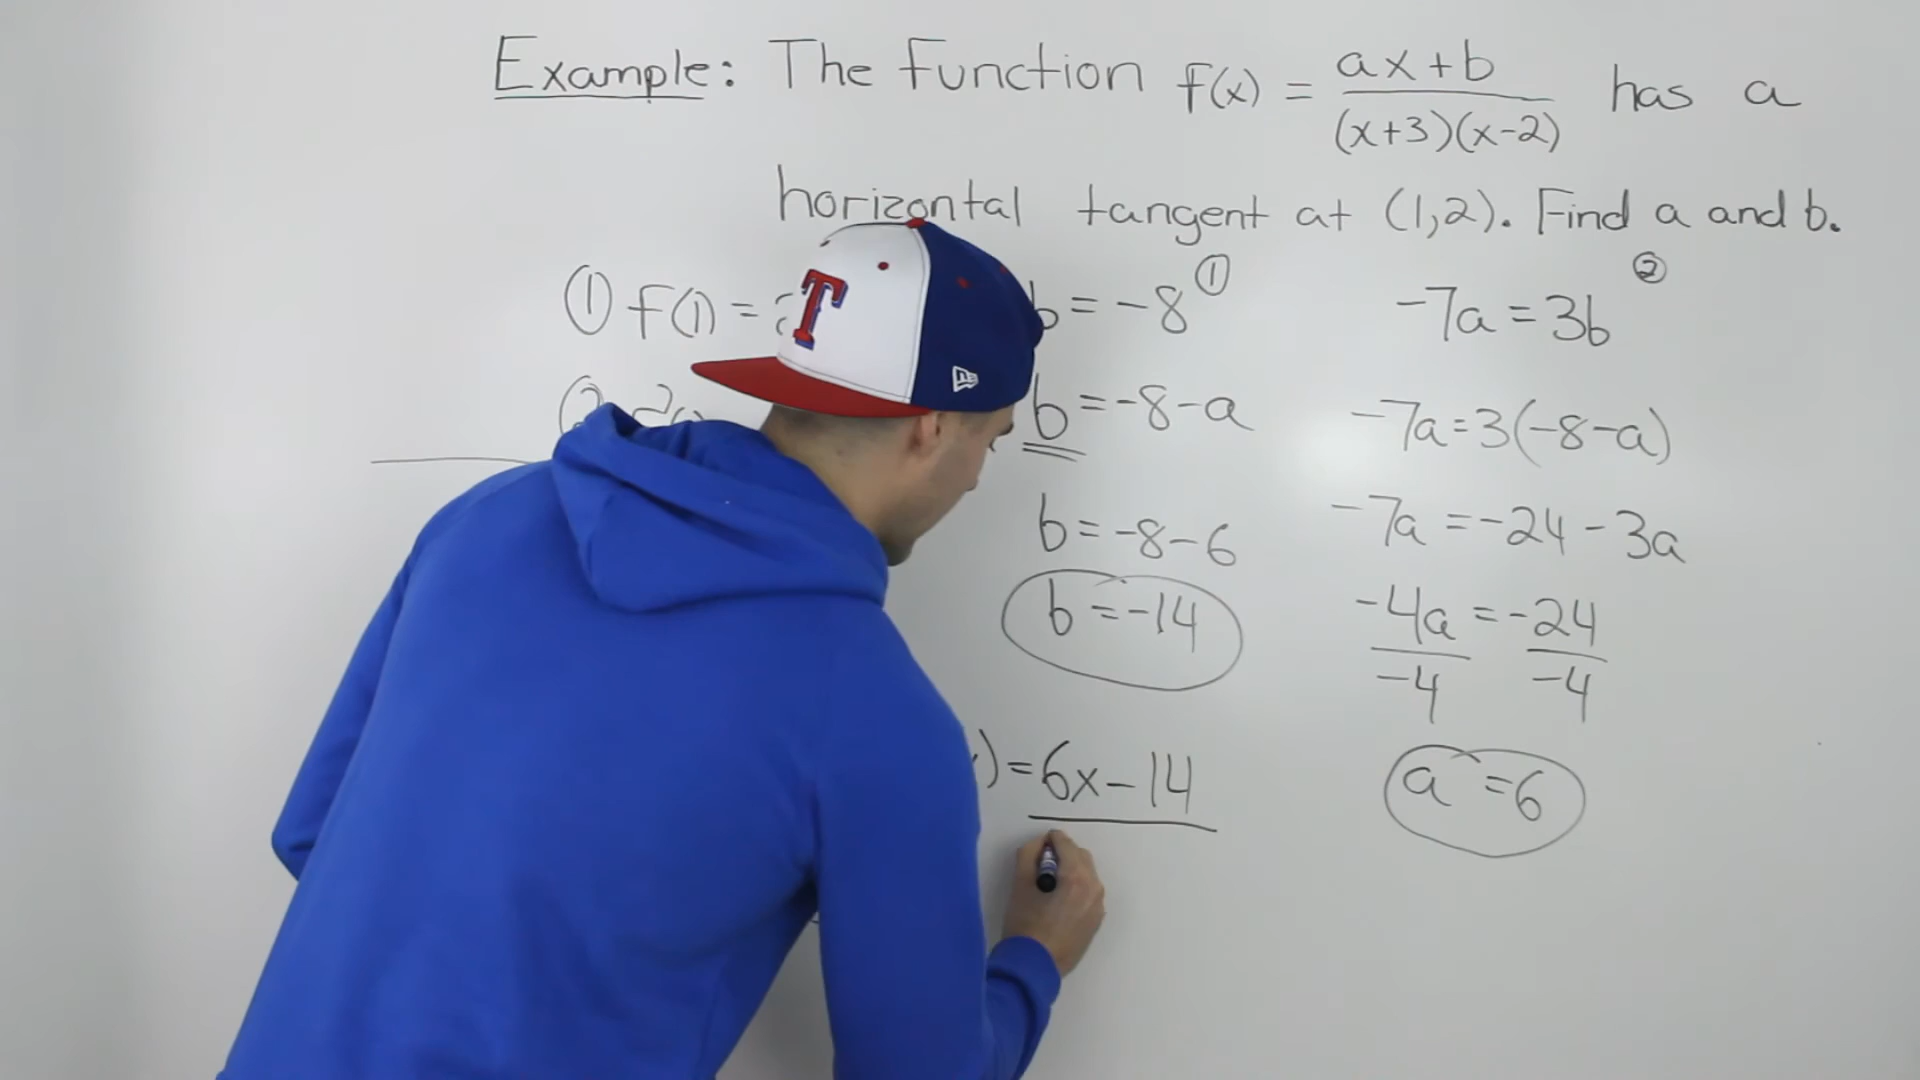 Example: The function f(x) = (ax+b)/((x+3)(x-2)) has a
horizontal tangent at (1,2). Find a and b.
① f(1) =
b = -8 ①
-7a = 3b ②
②
b = -8-a
-7a = 3(-8-a)
b = -8-6
-7a = -24-3a
b = -14
-4a/-4 = -24/-4
) = 6x-14
a = 6
T